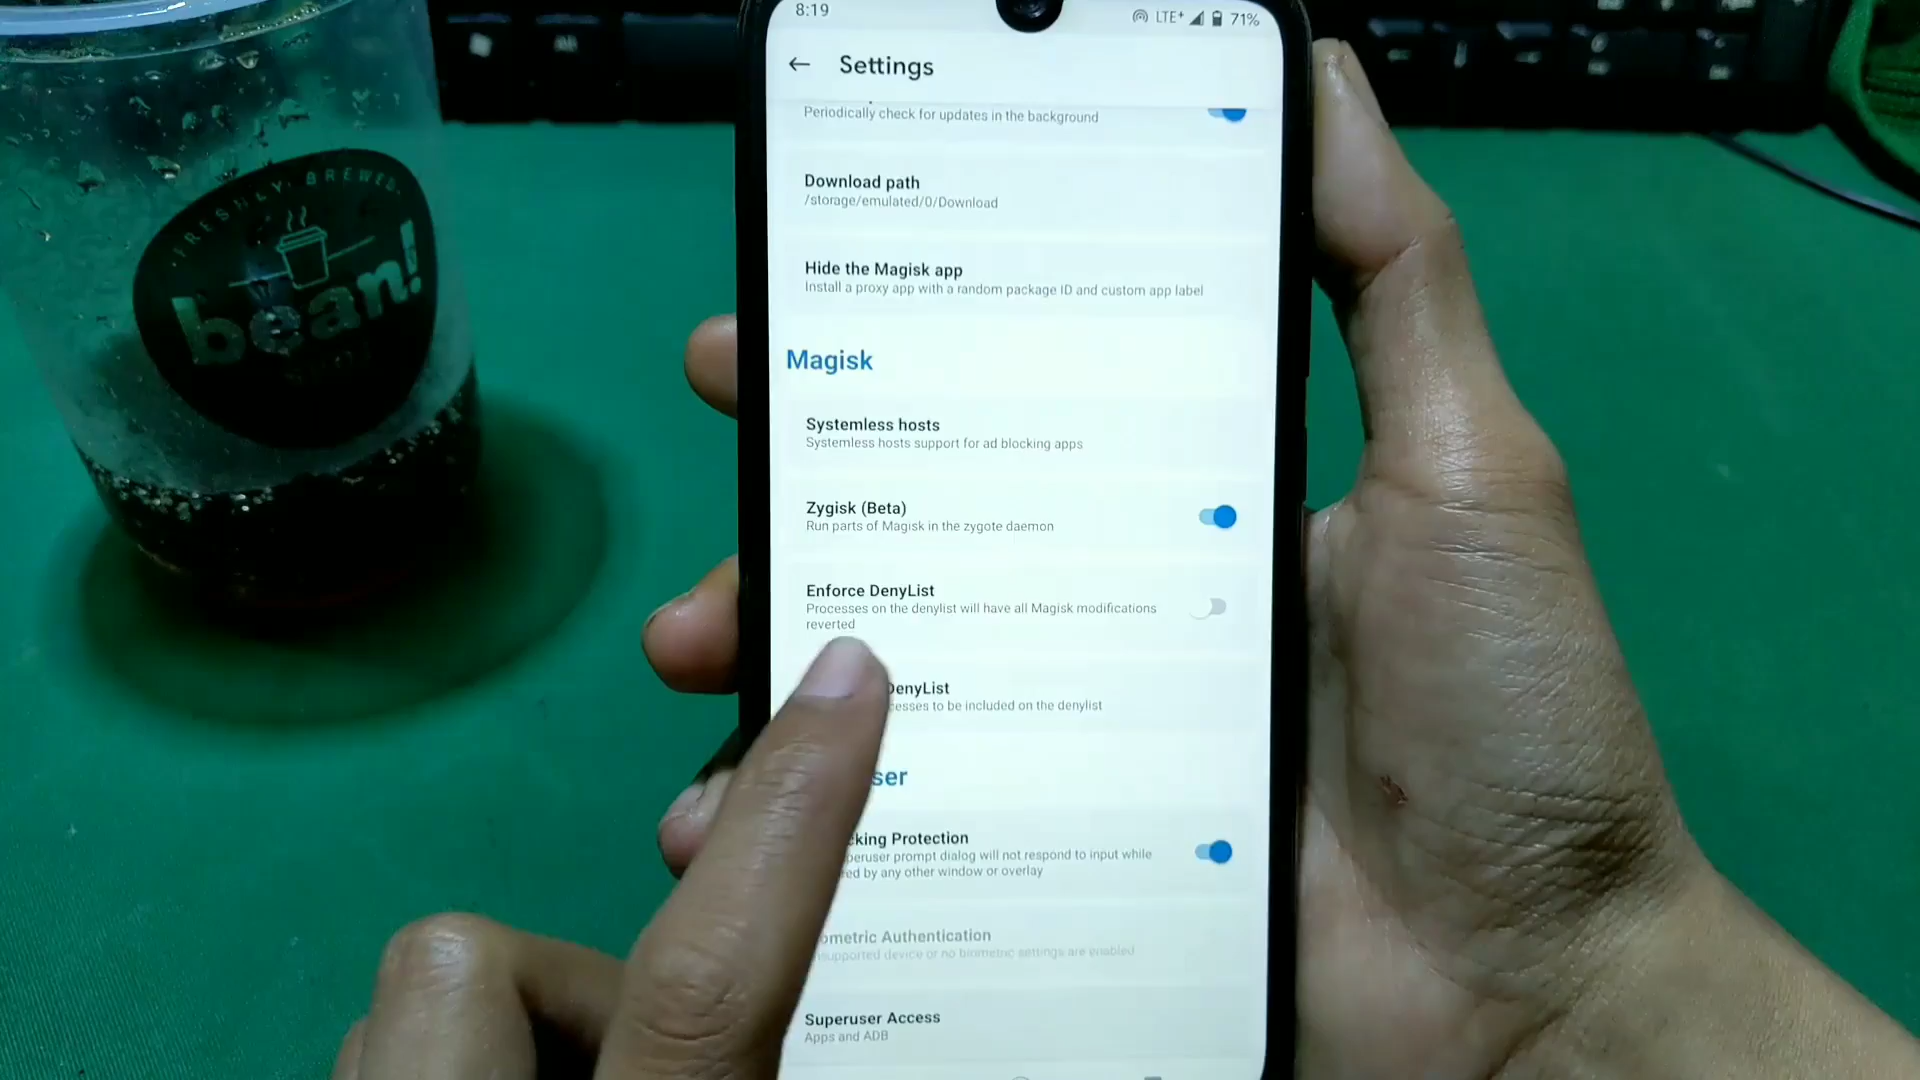 FRESHLY BREWED
bean!
8:19
LTE+
71%
Settings
Periodically check for updates in the background
Download path
/storage/emulated/0/Download
Hide the Magisk app
Install a proxy app with a random package ID and custom app label
Magisk
Systemless hosts
Systemless hosts support for ad blocking apps
Zygisk (Beta)
Run parts of Magisk in the zygote daemon
Enforce DenyList
Processes on the denylist will have all Magisk modifications
reverted
DenyList
cesses to be included on the denylist
ser
king Protection
peruser prompt dialog will not respond to input while
ed by any other window or overlay
ometric Authentication
nsupported device or no biometric settings are enabled
Superuser Access
Apps and ADB